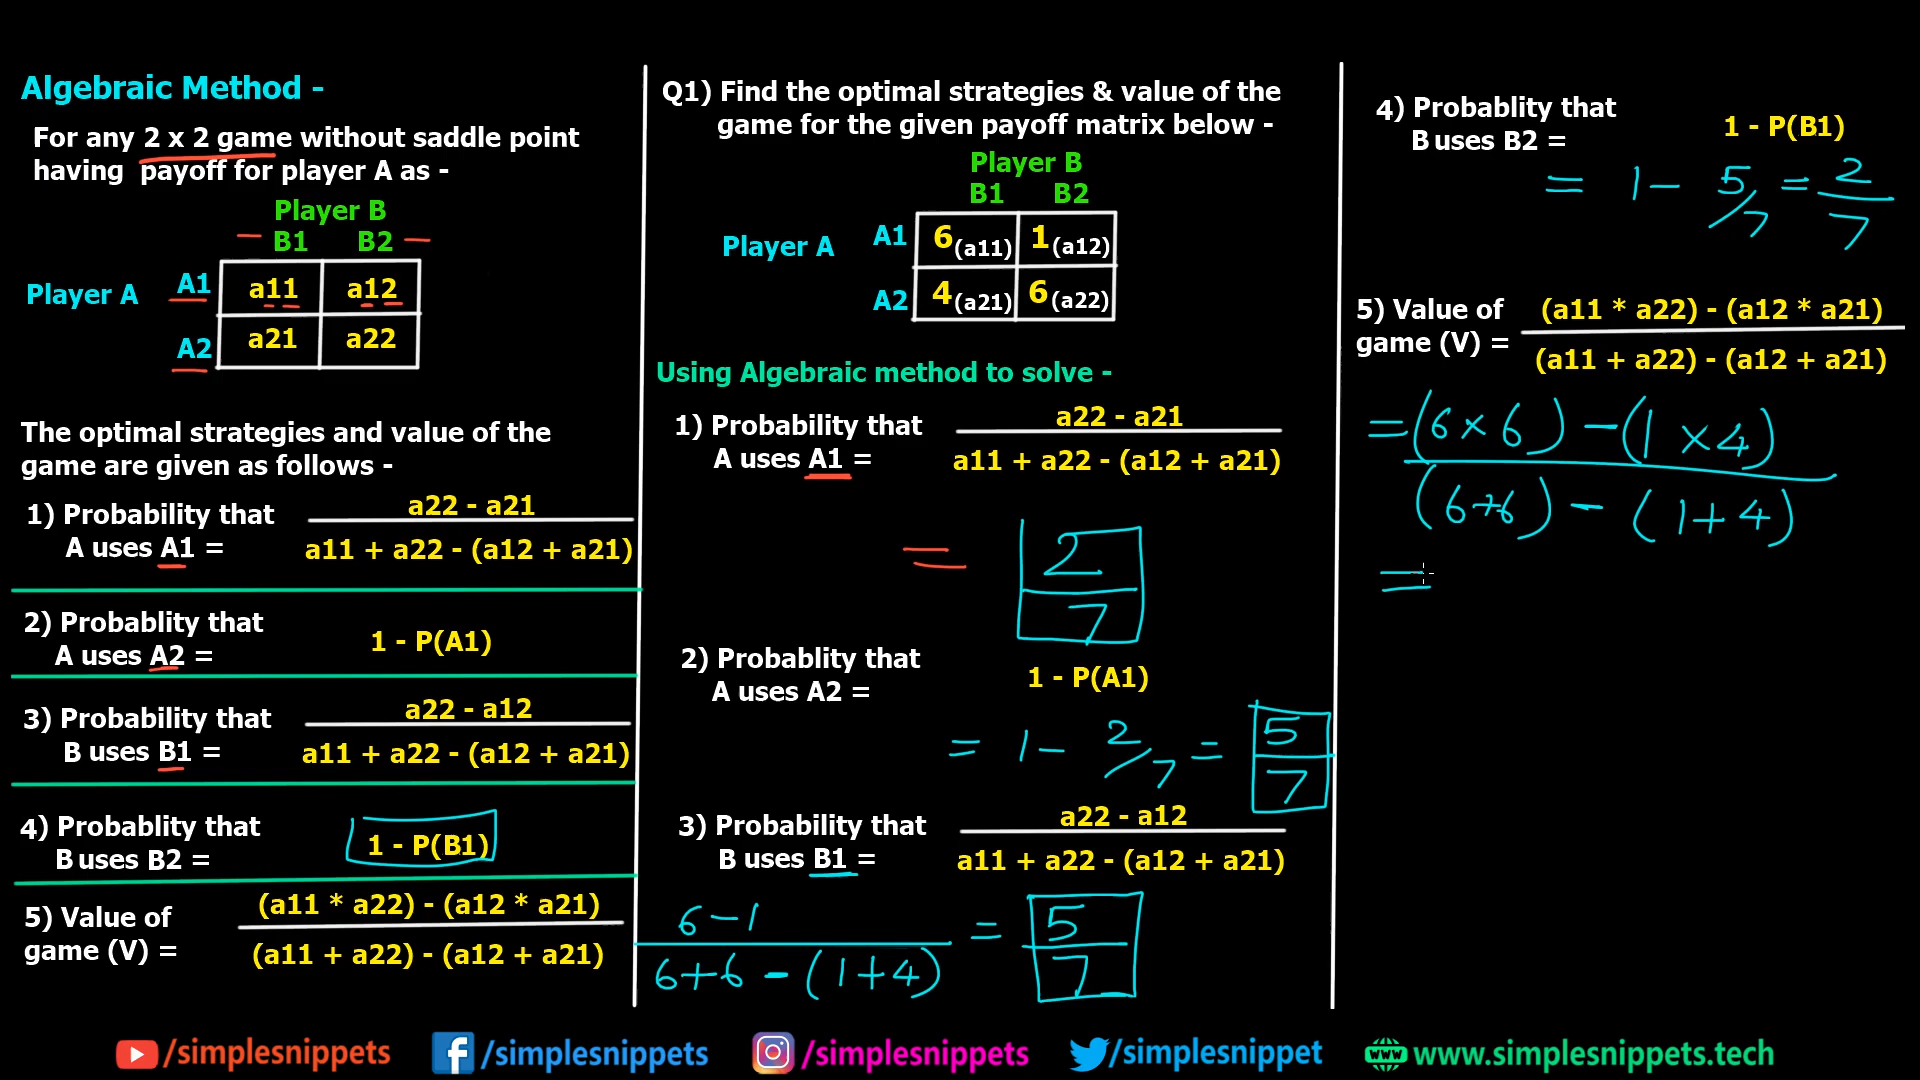 Algebraic Method -
For any 2 x 2 game without saddle point
having payoff for player A as -
Player B
B1 B2
Player A
A1 a11 a12
A2 a21 a22
The optimal strategies and value of the
game are given as follows -
1) Probability that
A uses A1 =
a22 - a21
a11 + a22 - (a12 + a21)
2) Probablity that
A uses A2 =
1 - P(A1)
3) Probability that
B uses B1 =
a22 - a12
a11 + a22 - (a12 + a21)
4) Probablity that
B uses B2 =
1 - P(B1)
5) Value of
game (V) =
(a11 * a22) - (a12 * a21)
(a11 + a22) - (a12 + a21)
Q1) Find the optimal strategies & value of the
game for the given payoff matrix below -
Player B
B1 B2
Player A
A1 6(a11) 1(a12)
A2 4(a21) 6(a22)
Using Algebraic method to solve -
1) Probability that
A uses A1 =
a22 - a21
a11 + a22 - (a12 + a21)
= 2
7
2) Probablity that
A uses A2 =
1 - P(A1)
= 1 - 2/7 = 5
7
3) Probability that
B uses B1 =
a22 - a12
a11 + a22 - (a12 + a21)
6 - 1
6 + 6 - (1 + 4)
= 5
7
4) Probablity that
B uses B2 =
1 - P(B1)
= 1 - 5/7 = 2
7
5) Value of
game (V) =
(a11 * a22) - (a12 * a21)
(a11 + a22) - (a12 + a21)
= (6 × 6) - (1 × 4)
(6+6) - (1 + 4)
=
/simplesnippets /simplesnippets /simplesnippets /simplesnippet www.simplesnippets.tech